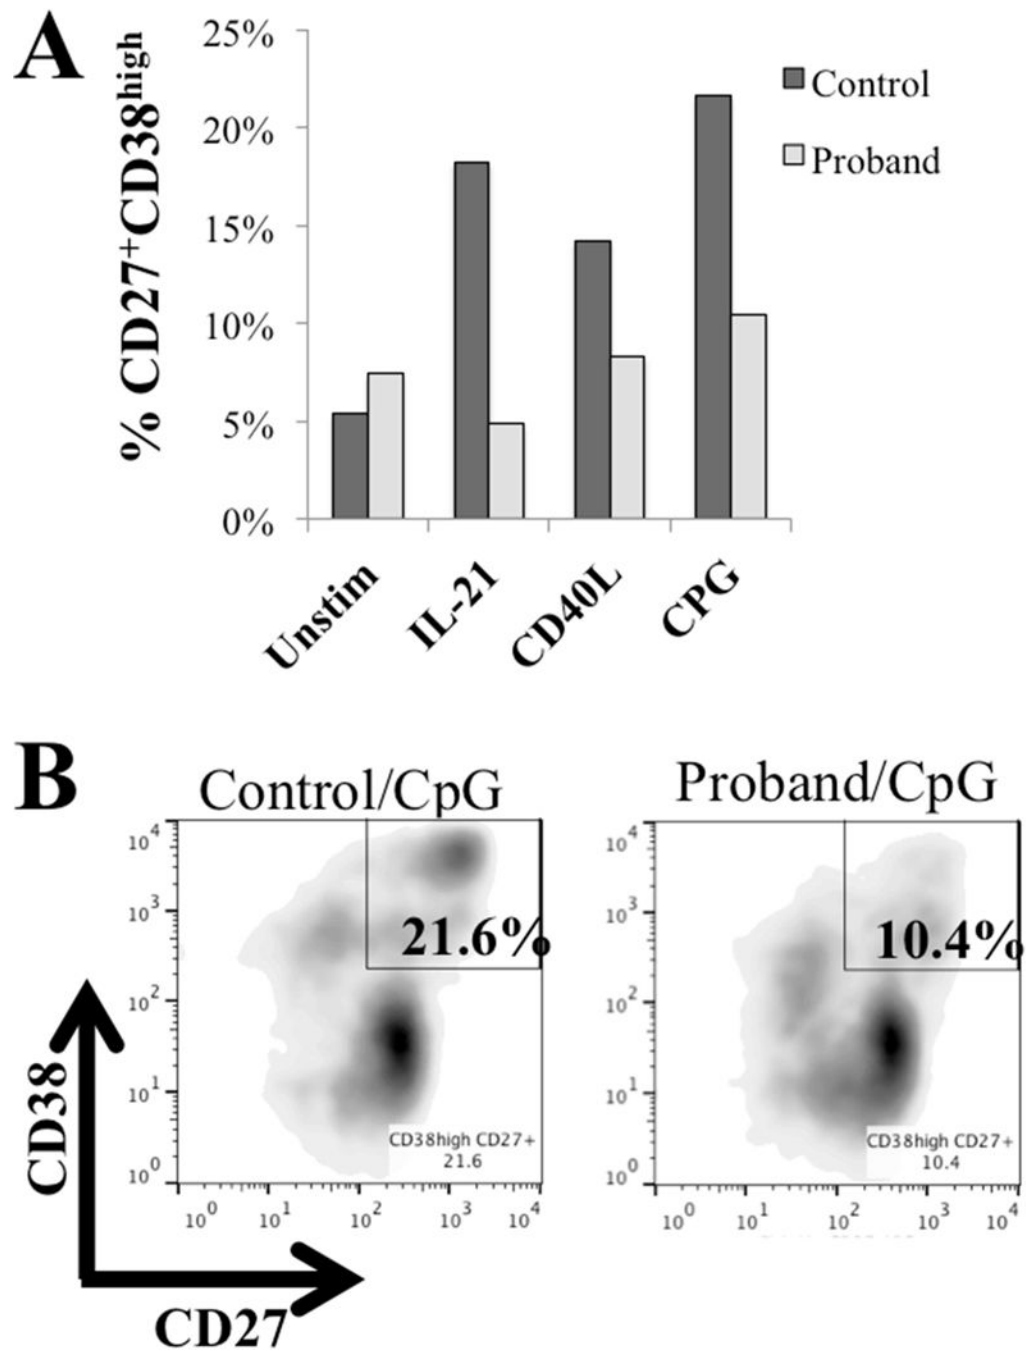 A
% CD27+CD38high
25%
20%
15%
10%
5%
0%
Control
Proband
Unstim
IL-21
CD40L
CPG
B
Control/CpG
Proband/CpG
10^4
10^3
10^2
10^1
10^0
21.6%
CD38high CD27+
21.6
10^0 10^1 10^2 10^3 10^4
10^4
10^3
10^2
10^1
10^0
10.4%
CD38high CD27+
10.4
10^0 10^1 10^2 10^3 10^4
CD38
CD27